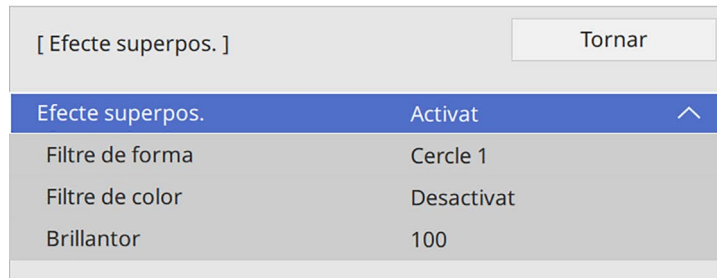 [ Efecte superpos. ] Tornar
Efecte superpos. Activat
Filtre de forma Cercle 1
Filtre de color Desactivat
Brillantor 100